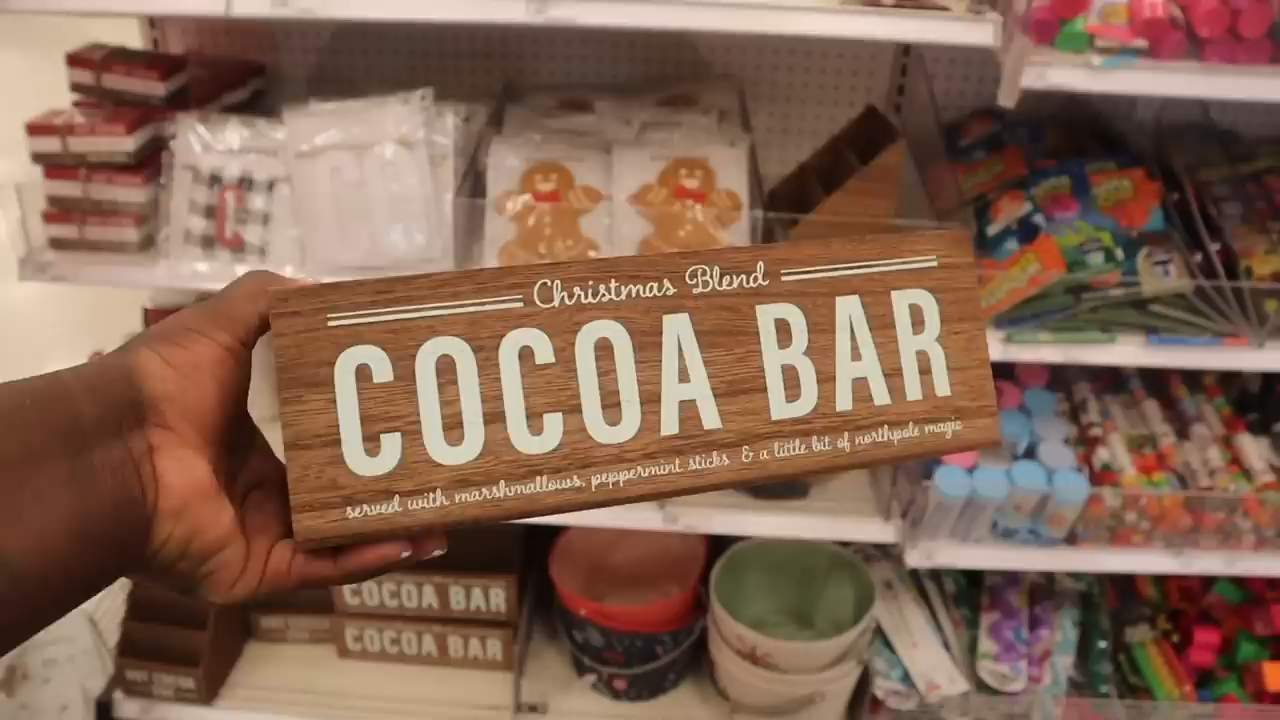 Christmas Blend
COCOA BAR
served with marshmallows, peppermint sticks & a little bit of northpole magic
COCOA BAR
COCOA BAR